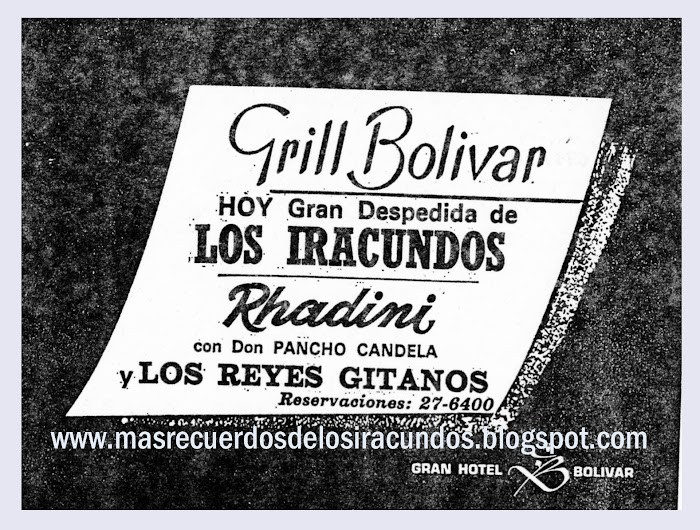 Grill Bolivar
HOY Gran Despedida de
LOS IRACUNDOS
Rhadini
con Don PANCHO CANDELA
y LOS REYES GITANOS
Reservaciones: 27-6400
www.masrecuerdosdelosiracundos.blogspot.com
GRAN HOTEL B BOLIVAR